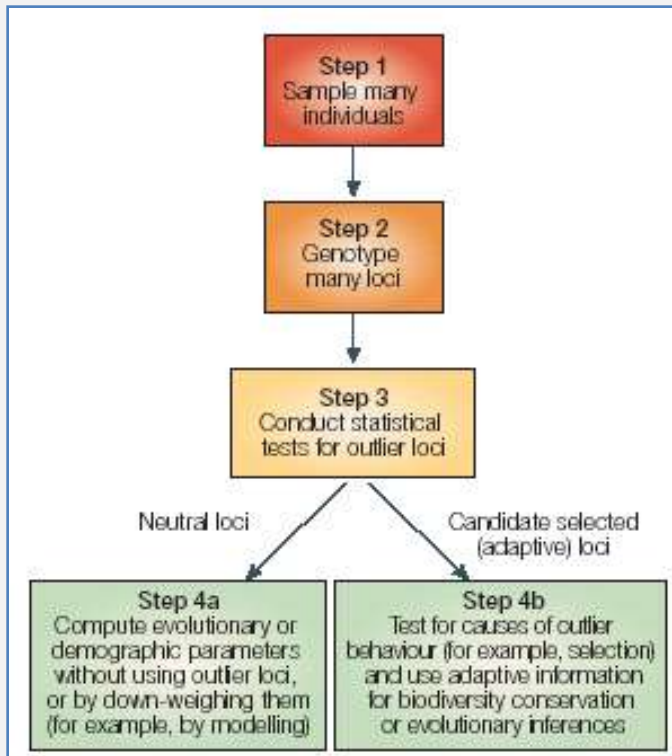 Step 1
Sample many
individuals
Step 2
Genotype
many loci
Step 3
Conduct statistical
tests for outlier loci
Neutral loci
Candidate selected
(adaptive) loci
Step 4a
Compute evolutionary or
demographic parameters
without using outlier loci,
or by down-weighing them
(for example, by modelling)
Step 4b
Test for causes of outlier
behaviour (for example, selection)
and use adaptive information
for biodiversity conservation
or evolutionary inferences